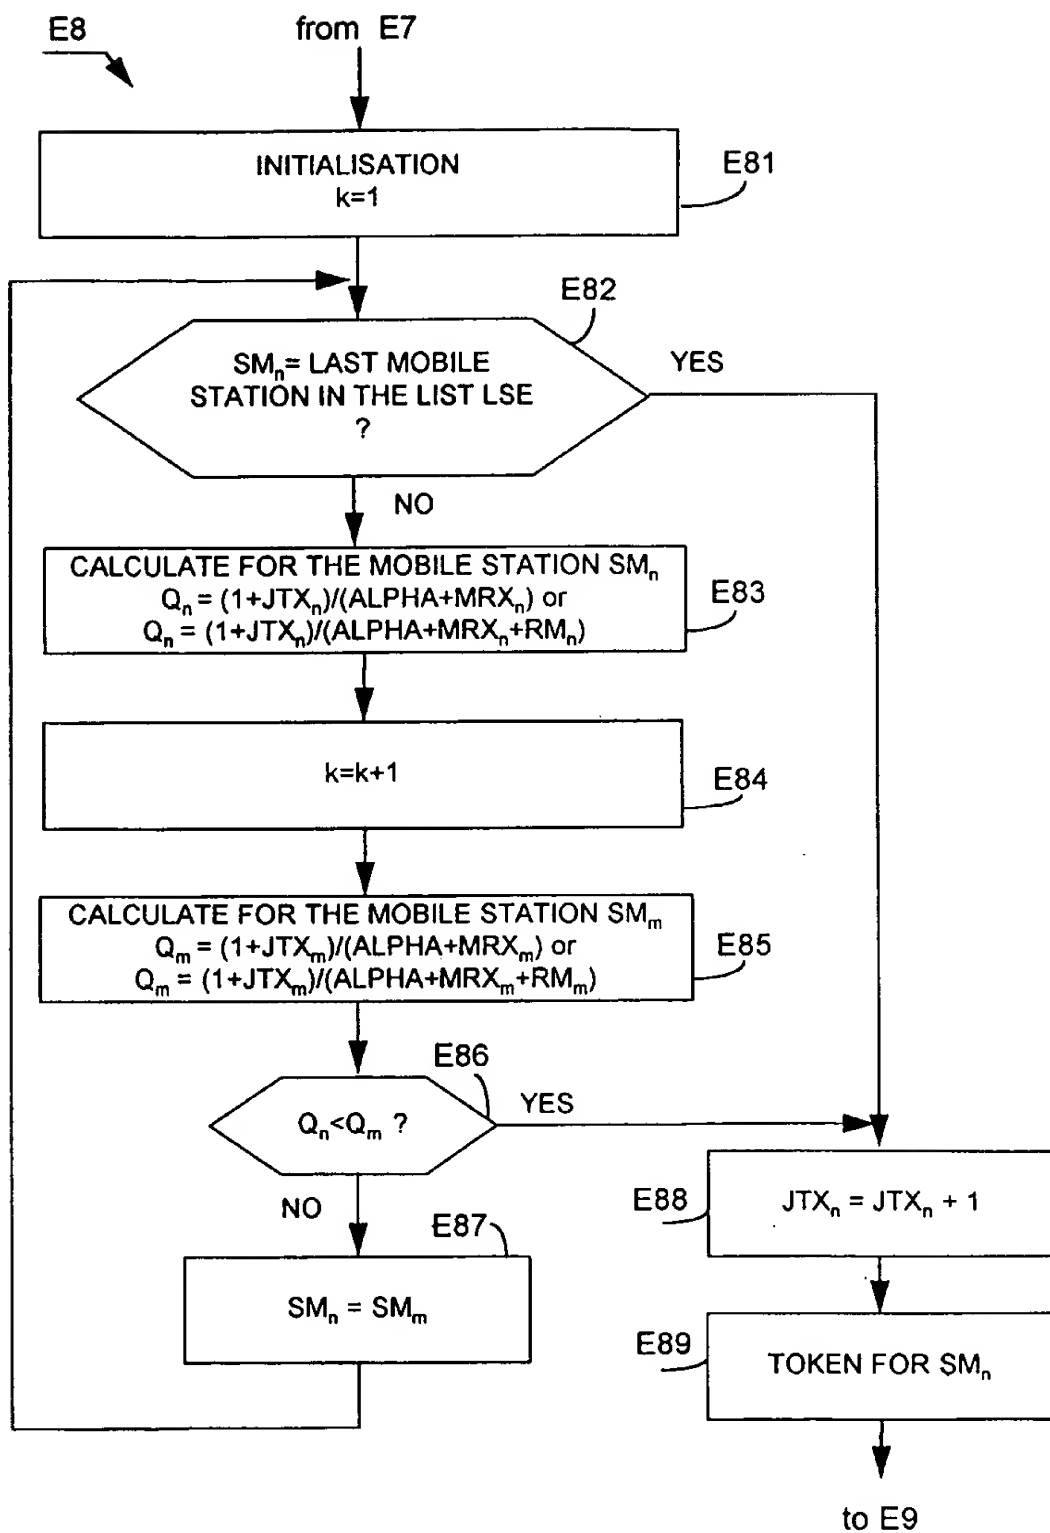 E8
from E7
INITIALISATION
k=1
E81
E82
SMₙ= LAST MOBILE
STATION IN THE LIST LSE
?
YES
NO
CALCULATE FOR THE MOBILE STATION SMₙ
Qₙ = (1+JTXₙ)/(ALPHA+MRXₙ) or
Qₙ = (1+JTXₙ)/(ALPHA+MRXₙ+RMₙ)
E83
k=k+1
E84
CALCULATE FOR THE MOBILE STATION SMₘ
Qₘ = (1+JTXₘ)/(ALPHA+MRXₘ) or
Qₘ = (1+JTXₘ)/(ALPHA+MRXₘ+RMₘ)
E85
E86
Qₙ<Qₘ ?
YES
NO
E87
SMₙ = SMₘ
E88
JTXₙ = JTXₙ + 1
E89
TOKEN FOR SMₙ
to E9